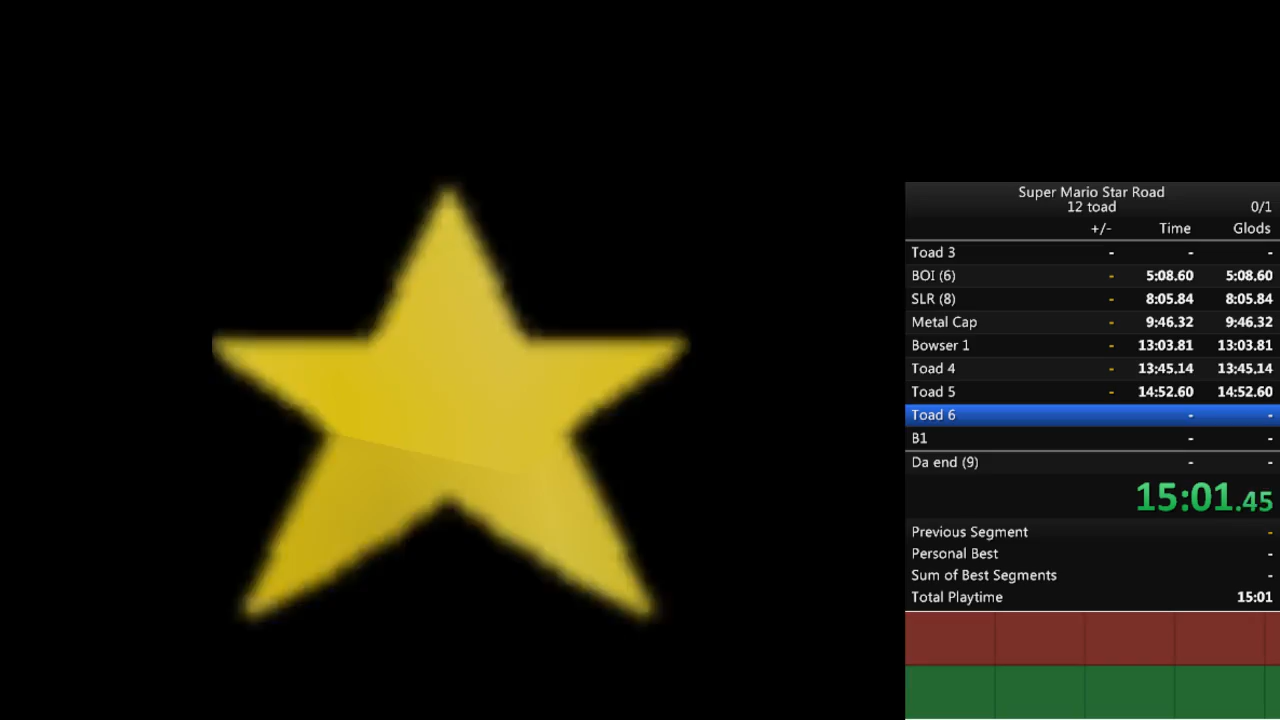 Super Mario Star Road
12 toad 0/1
+/- Time Glods
Toad 3 - - -
BOI (6) - 5:08.60 5:08.60
SLR (8) - 8:05.84 8:05.84
Metal Cap - 9:46.32 9:46.32
Bowser 1 - 13:03.81 13:03.81
Toad 4 - 13:45.14 13:45.14
Toad 5 - 14:52.60 14:52.60
Toad 6 - -
B1 - -
Da end (9) - -
15:01.45
Previous Segment -
Personal Best -
Sum of Best Segments -
Total Playtime 15:01